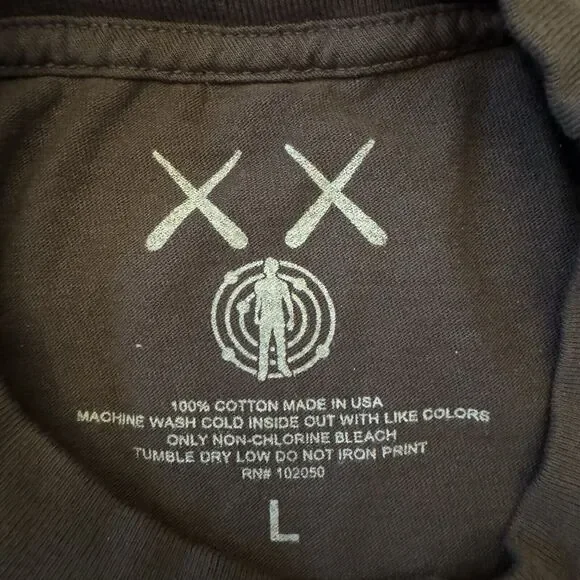 XX
100% COTTON MADE IN USA
MACHINE WASH COLD INSIDE OUT WITH LIKE COLORS
ONLY NON-CHLORINE BLEACH
TUMBLE DRY LOW DO NOT IRON PRINT
RN# 102050
L